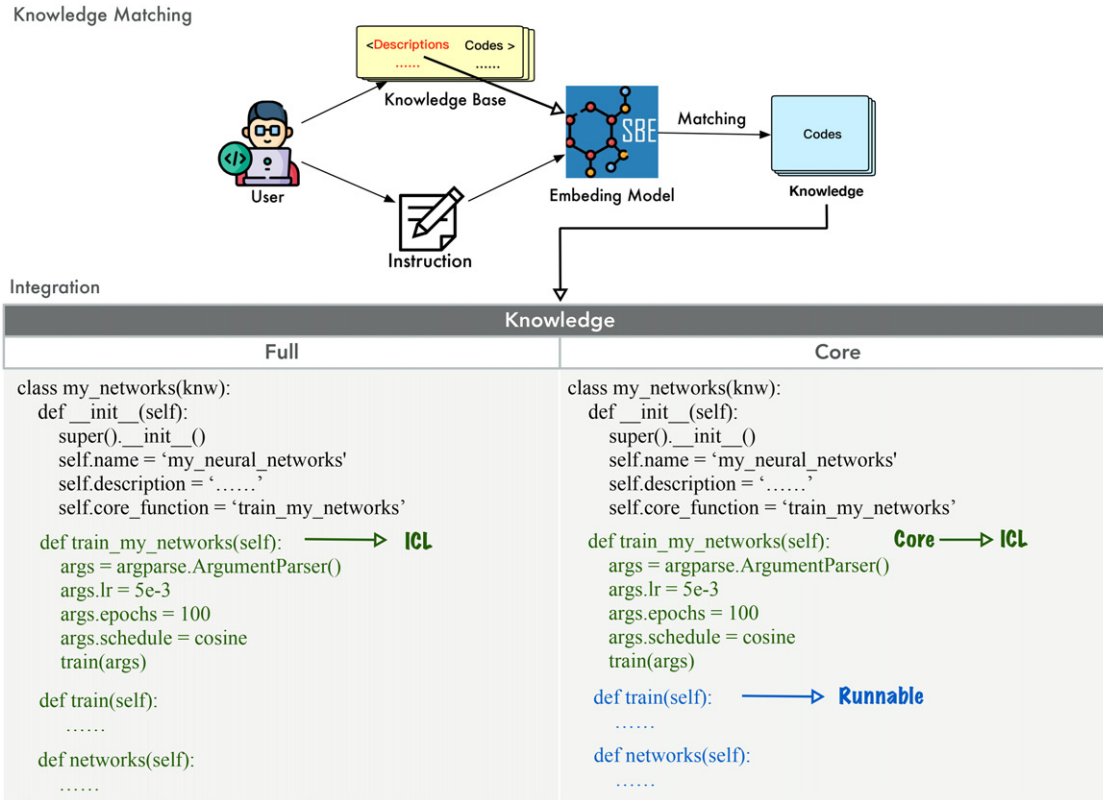 Knowledge Matching
<Descriptions Codes >
...... ......
Knowledge Base
</>
SBE
Matching
Codes
User
Embeding Model
Knowledge
Instruction
Integration
Knowledge
Full
class my_networks(knw):
def __init__(self):
super().__init__()
self.name = ‘my_neural_networks'
self.description = ‘……’
self.core_function = ‘train_my_networks’
def train_my_networks(self): ICL
args = argparse.ArgumentParser()
args.lr = 5e-3
args.epochs = 100
args.schedule = cosine
train(args)
def train(self):
……
def networks(self):
……
Core
class my_networks(knw):
def __init__(self):
super().__init__()
self.name = ‘my_neural_networks'
self.description = ‘……’
self.core_function = ‘train_my_networks’
def train_my_networks(self): Core ICL
args = argparse.ArgumentParser()
args.lr = 5e-3
args.epochs = 100
args.schedule = cosine
train(args)
def train(self): Runnable
……
def networks(self):
……